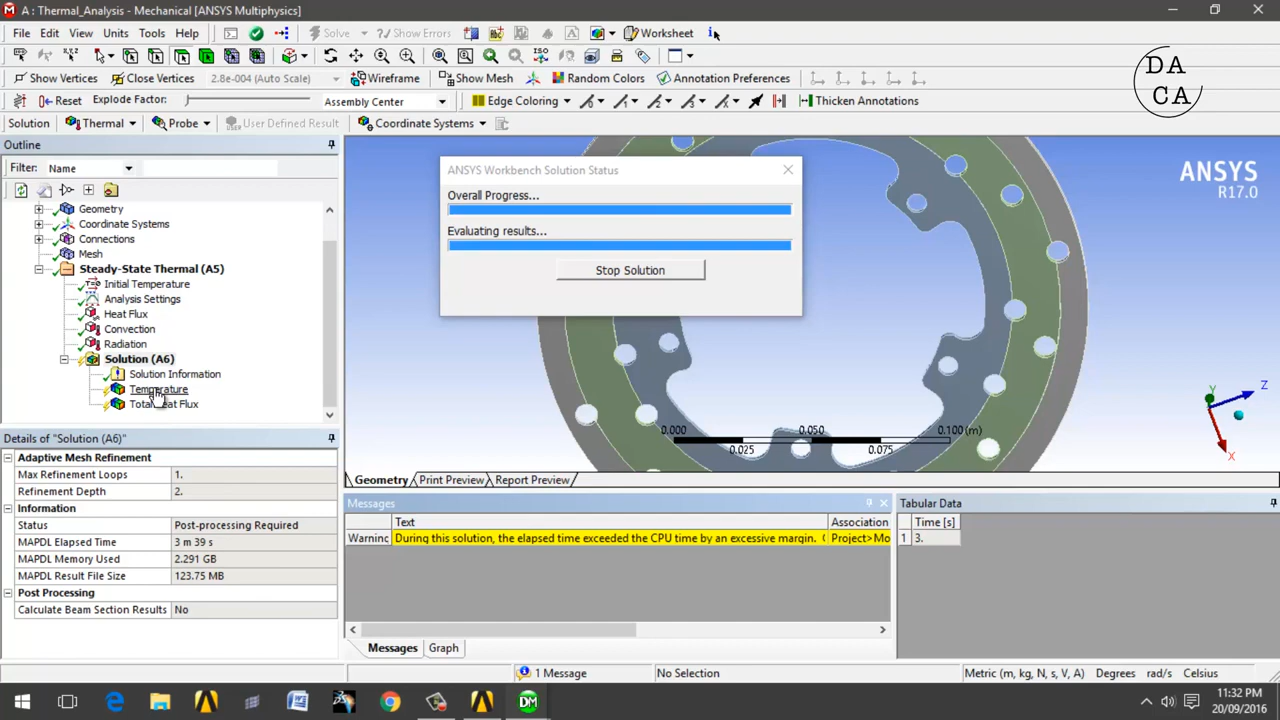 A : Thermal_Analysis - Mechanical [ANSYS Multiphysics]
File Edit View Units Tools Help Solve Show Errors Worksheet
Show Vertices Close Vertices 2.8e-004 (Auto Scale) Wireframe Show Mesh Random Colors Annotation Preferences
Reset Explode Factor: Assembly Center Edge Coloring Thicken Annotations
Solution Thermal Probe User Defined Result Coordinate Systems
DA
CA
Outline
Filter: Name
Geometry
Coordinate Systems
Connections
Mesh
Steady-State Thermal (A5)
Initial Temperature
Analysis Settings
Heat Flux
Convection
Radiation
Solution (A6)
Solution Information
Temperature
Total Heat Flux
Details of "Solution (A6)"
Adaptive Mesh Refinement
Max Refinement Loops 1.
Refinement Depth 2.
Information
Status Post-processing Required
MAPDL Elapsed Time 3 m 39 s
MAPDL Memory Used 2.291 GB
MAPDL Result File Size 123.75 MB
Post Processing
Calculate Beam Section Results No
ANSYS Workbench Solution Status
Overall Progress...
Evaluating results...
Stop Solution
ANSYS
R17.0
0.000 0.050 0.100 (m)
0.025 0.075
Y
Z
X
Geometry Print Preview Report Preview
Messages
Text Association
Warning During this solution, the elapsed time exceeded the CPU time by an excessive margin. Project>Mo
Messages Graph
Tabular Data
Time [s]
1 3.
1 Message No Selection Metric (m, kg, N, s, V, A) Degrees rad/s Celsius
DM
11:32 PM
20/09/2016